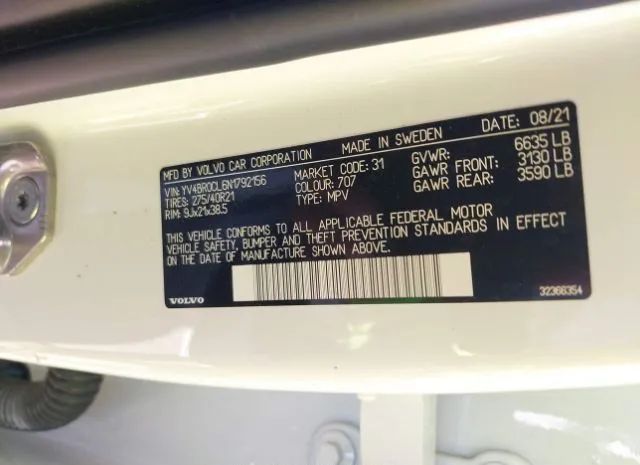 MFD BY VOLVO CAR CORPORATION MADE IN SWEDEN DATE: 08/21
VIN: YV4BR0CL6N1792156 MARKET CODE: 31 GVWR: 6635 LB
TIRES: 275/40R21 COLOUR: 707 GAWR FRONT: 3130 LB
RIM: 9Jx21x38.5 TYPE: MPV GAWR REAR: 3590 LB
THIS VEHICLE CONFORMS TO ALL APPLICABLE FEDERAL MOTOR
VEHICLE SAFETY, BUMPER AND THEFT PREVENTION STANDARDS IN EFFECT
ON THE DATE OF MANUFACTURE SHOWN ABOVE.
VOLVO 32366354